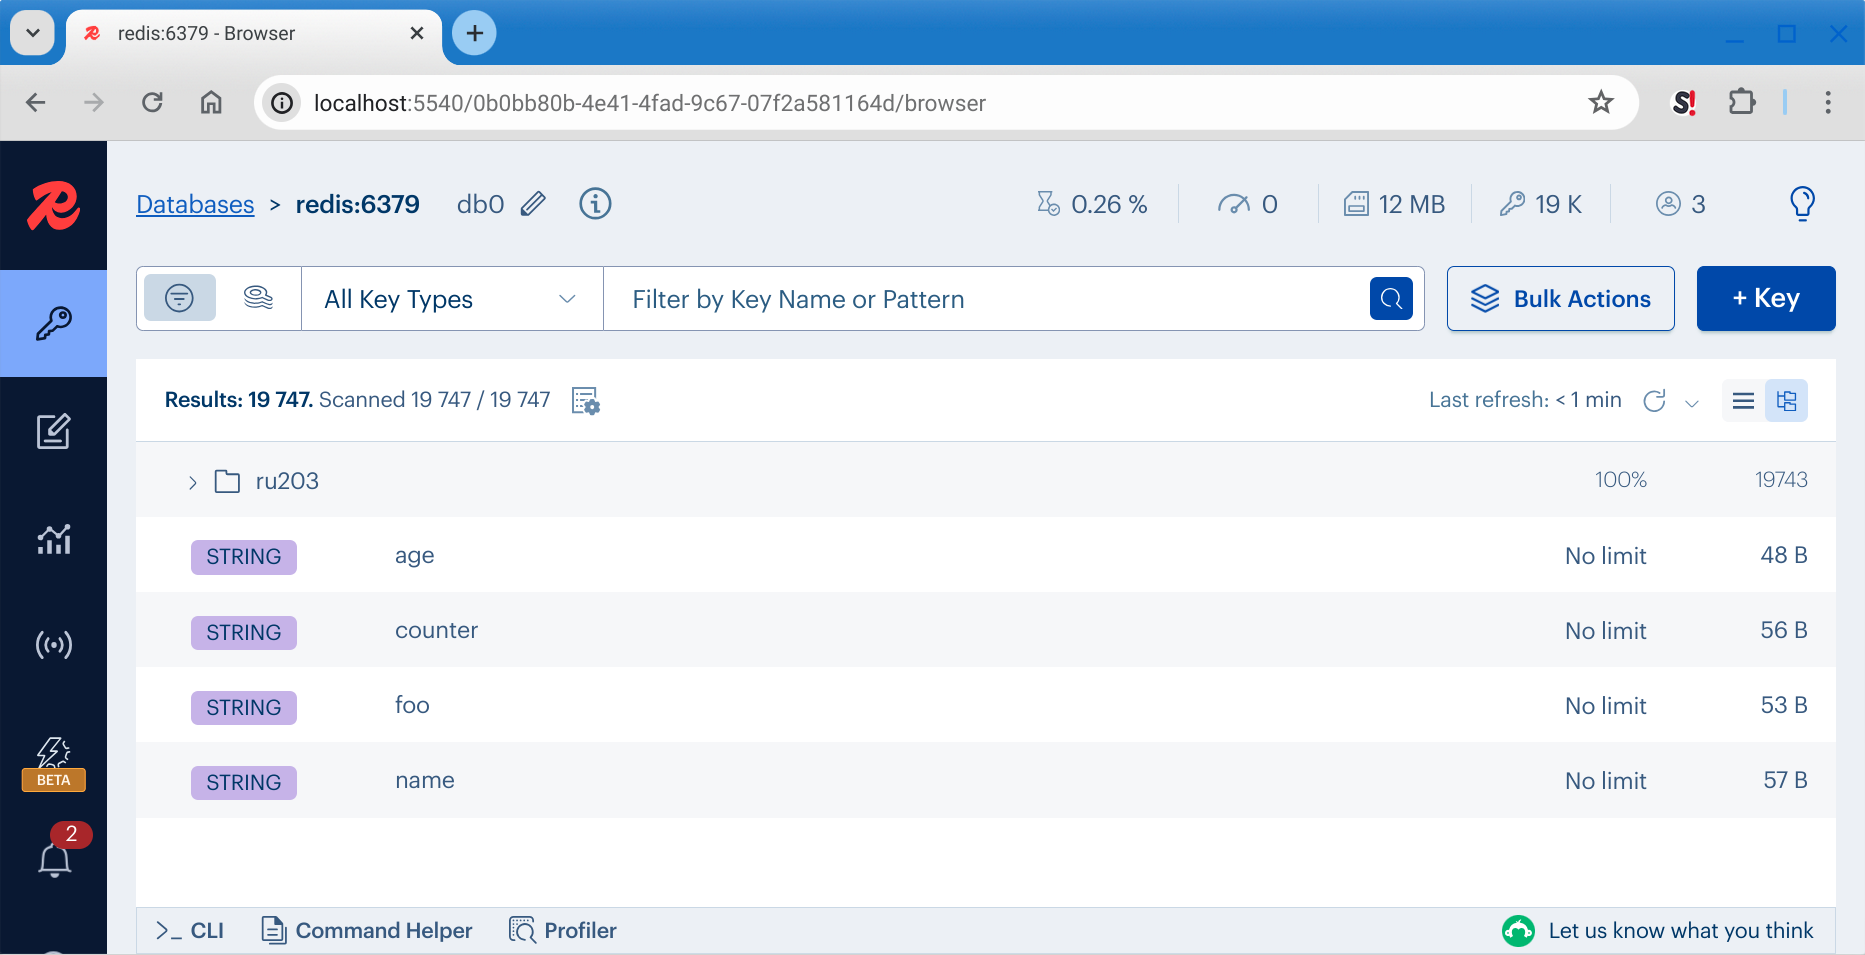 redis:6379 - Browser
localhost:5540/0b0bb80b-4e41-4fad-9c67-07f2a581164d/browser
S!
Databases > redis:6379 db0 0.26 % 0 12 MB 19 K 3
All Key Types Filter by Key Name or Pattern Bulk Actions + Key
Results: 19 747. Scanned 19 747 / 19 747 Last refresh: < 1 min
ru203 100% 19743
STRING age No limit 48 B
STRING counter No limit 56 B
STRING foo No limit 53 B
STRING name No limit 57 B
BETA
2
>_ CLI Command Helper Profiler Let us know what you think